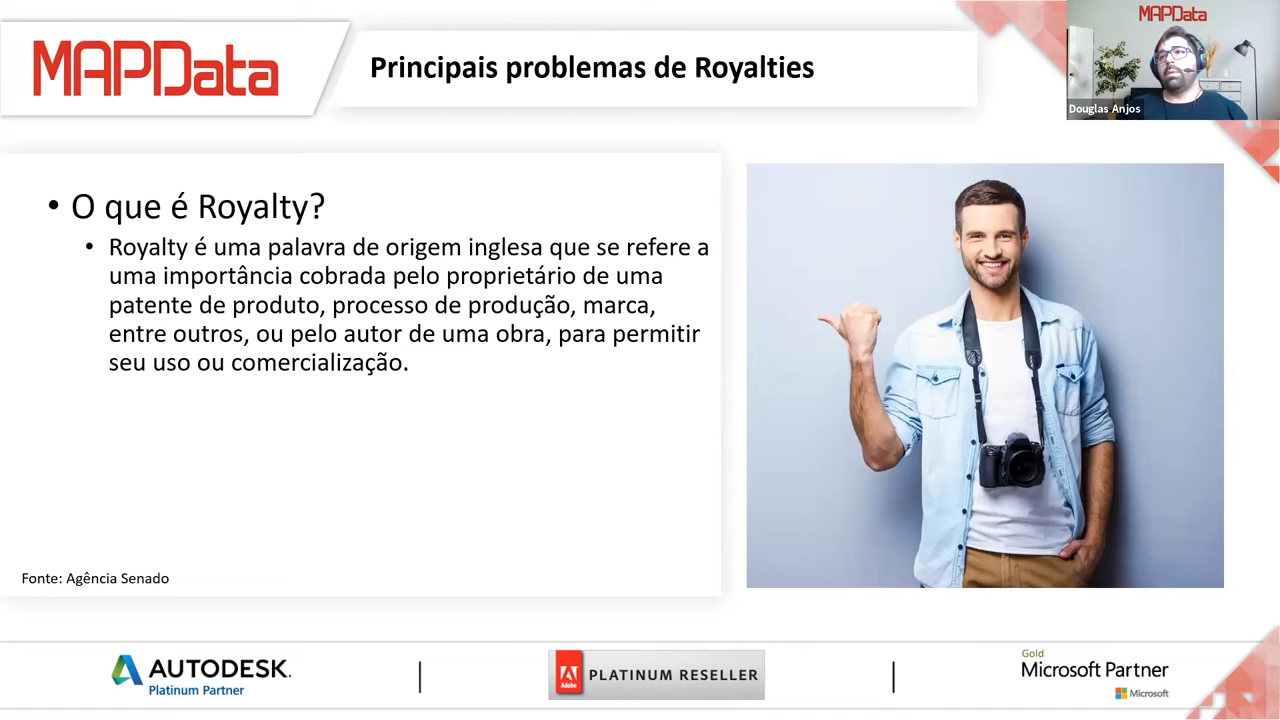 MAPData
Principais problemas de Royalties
MAPData
Douglas Anjos
• O que é Royalty?
• Royalty é uma palavra de origem inglesa que se refere a
uma importância cobrada pelo proprietário de uma
patente de produto, processo de produção, marca,
entre outros, ou pelo autor de uma obra, para permitir
seu uso ou comercialização.
Fonte: Agência Senado
AUTODESK.
Platinum Partner
Adobe
PLATINUM RESELLER
Gold
Microsoft Partner
Microsoft